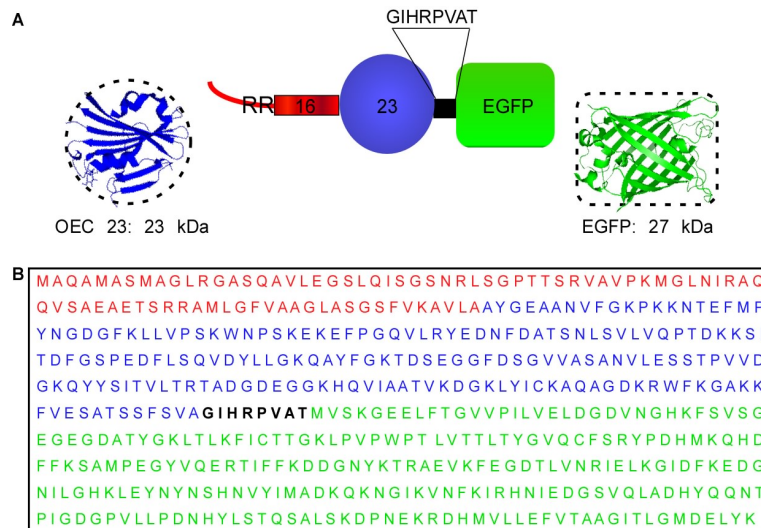 A
GIHRPVAT
RR 16 23 EGFP
OEC 23: 23 kDa
EGFP: 27 kDa
B
MAQAMASMAGLRGASQAVLEGSLQISGSNRLSGPTTSRVAVPKMGLNIRAQ
QVSAEAETSRRAMLGFVAAGLASGSFVKAVLAAYGEAANVFGKPKKNTEFMP
YNGDGFKLLVPSKWNPSKEKEFPGQVLRYEDNFDATSNLSVLVQPTDKKS
TDFGSPEDFLSQVDYLLGKQAYFGKTDSEGGFDSGVVASANVLESSTPVVD
GKQYYSITVLTRTADGDEGGKHQVIAATVKDGKLYICKAQAGDKRWFKGAKK
FVESATSSFSVAGIHRPVATMVSKGEELFTGVVPILVELDGDVNGHKFSVSG
EGEGDATYGKLTLKFICTTGKLPVPWPTLVTTLTYGVQCFSRYPDHMKQHD
FFKSAMPEGYVQERTIFFKDDGNYKTRAEVKFEGDTLVNRIELKGIDFKEDG
NILGHKLEYNYNSHNVYIMADKQKNGIKVNFKIRHNIEDGSVQLADHYQQNT
PIGDGPVLLPDNHYLSTQSALSKDPNEKRDHMVLLEFVTAAGITLGMDELYK